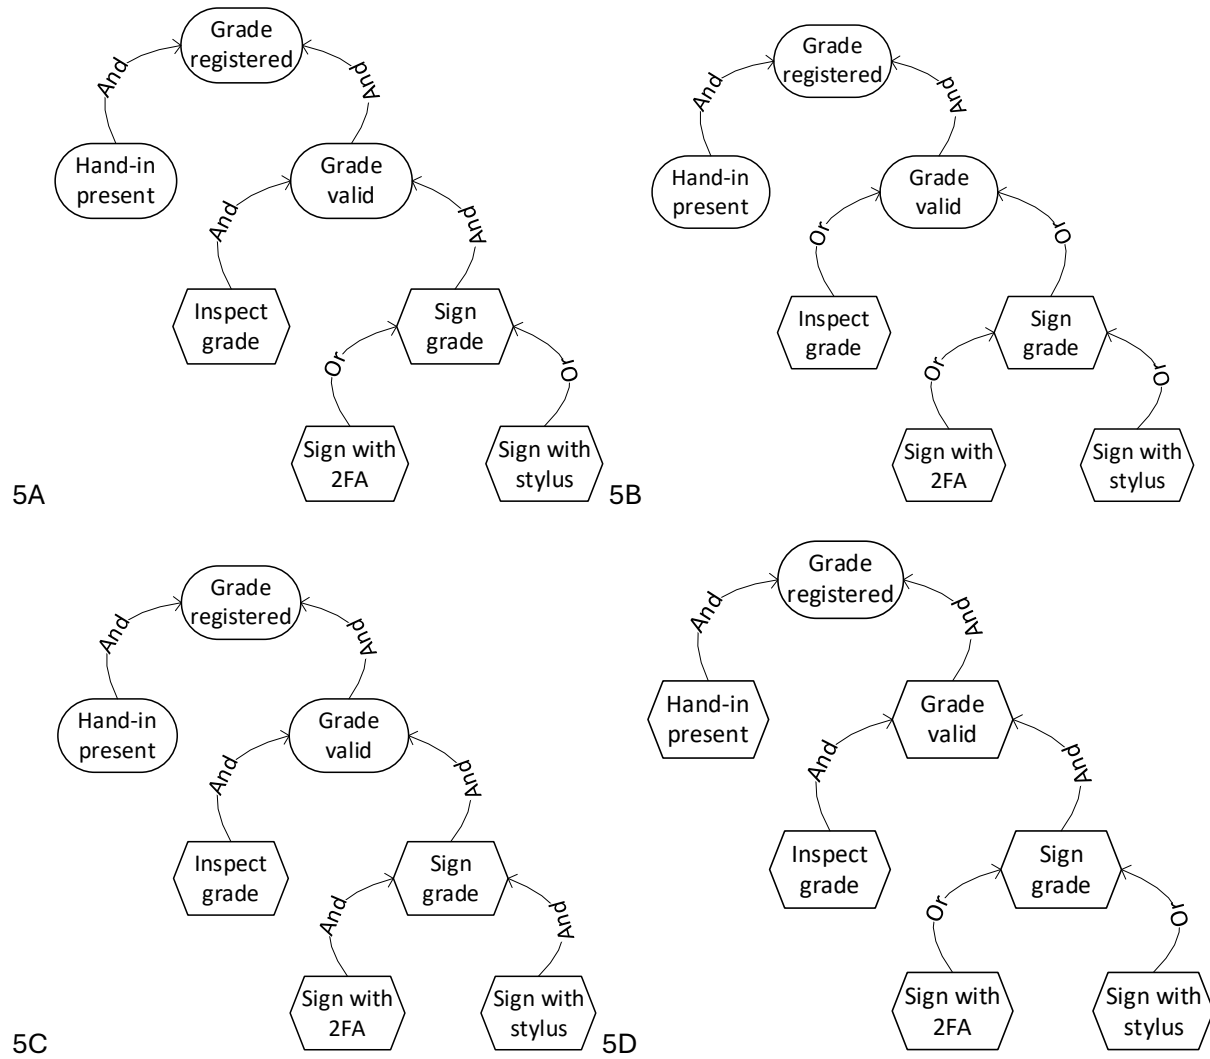 Grade
registered
And
And
Hand-in
present
Grade
valid
And
And
Inspect
grade
Sign
grade
Or
Or
Sign with
2FA
Sign with
stylus
5A
Grade
registered
And
And
Hand-in
present
Grade
valid
Or
Or
Inspect
grade
Sign
grade
Or
Or
Sign with
2FA
Sign with
stylus
5B
Grade
registered
And
And
Hand-in
present
Grade
valid
And
And
Inspect
grade
Sign
grade
And
And
Sign with
2FA
Sign with
stylus
5C
Grade
registered
And
And
Hand-in
present
Grade
valid
And
And
Inspect
grade
Sign
grade
Or
Or
Sign with
2FA
Sign with
stylus
5D